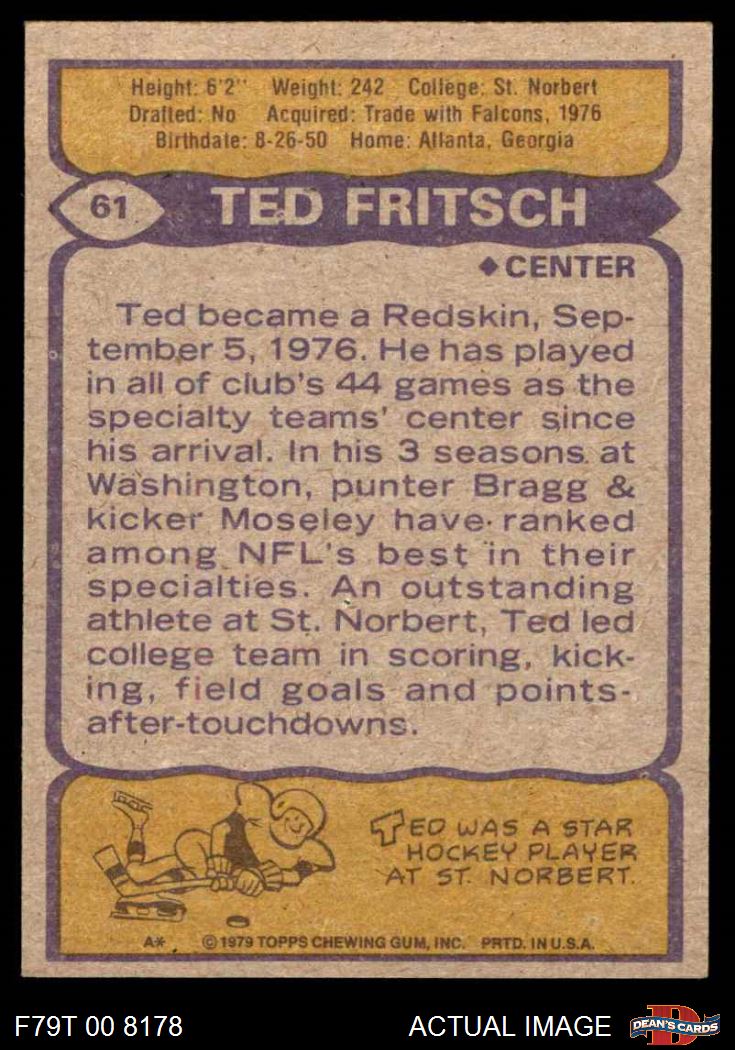 Height: 6'2" Weight: 242 College: St. Norbert
Drafted: No Acquired: Trade with Falcons, 1976
Birthdate: 8-26-50 Home: Atlanta, Georgia
61 TED FRITSCH
◆ CENTER
Ted became a Redskin, Sep-
tember 5, 1976. He has played
in all of club's 44 games as the
specialty teams' center since
his arrival. In his 3 seasons at
Washington, punter Bragg &
kicker Moseley have ranked
among NFL's best in their
specialties. An outstanding
athlete at St. Norbert, Ted led
college team in scoring, kick-
ing, field goals and points-
after-touchdowns.
TED WAS A STAR
HOCKEY PLAYER
AT ST. NORBERT.
A* © 1979 TOPPS CHEWING GUM, INC. PRTD. IN U.S.A.
F79T 00 8178 ACTUAL IMAGE D DEAN'S CARDS